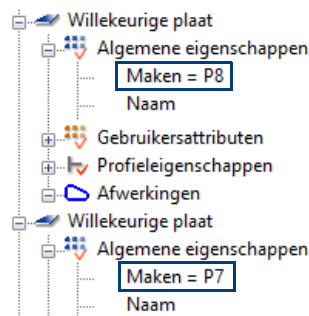 Willekeurige plaat
Algemene eigenschappen
Maken = P8
Naam
Gebruikersattributen
Profieleigenschappen
Afwerkingen
Willekeurige plaat
Algemene eigenschappen
Maken = P7
Naam